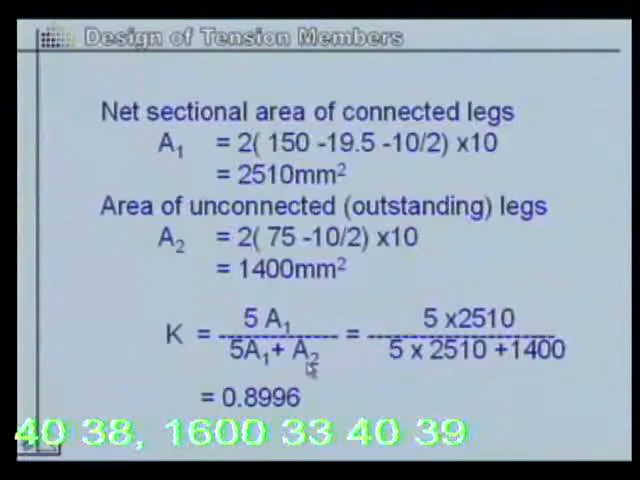 Design of Tension Members
Net sectional area of connected legs
A₁ = 2( 150 -19.5 -10/2) x10
= 2510mm²
Area of unconnected (outstanding) legs
A₂ = 2( 75 -10/2) x10
= 1400mm²
K = 5 A₁ / 5A₁+ A₂ = 5 x2510 / 5 x 2510 +1400
= 0.8996
40 38, 1600 33 40 39